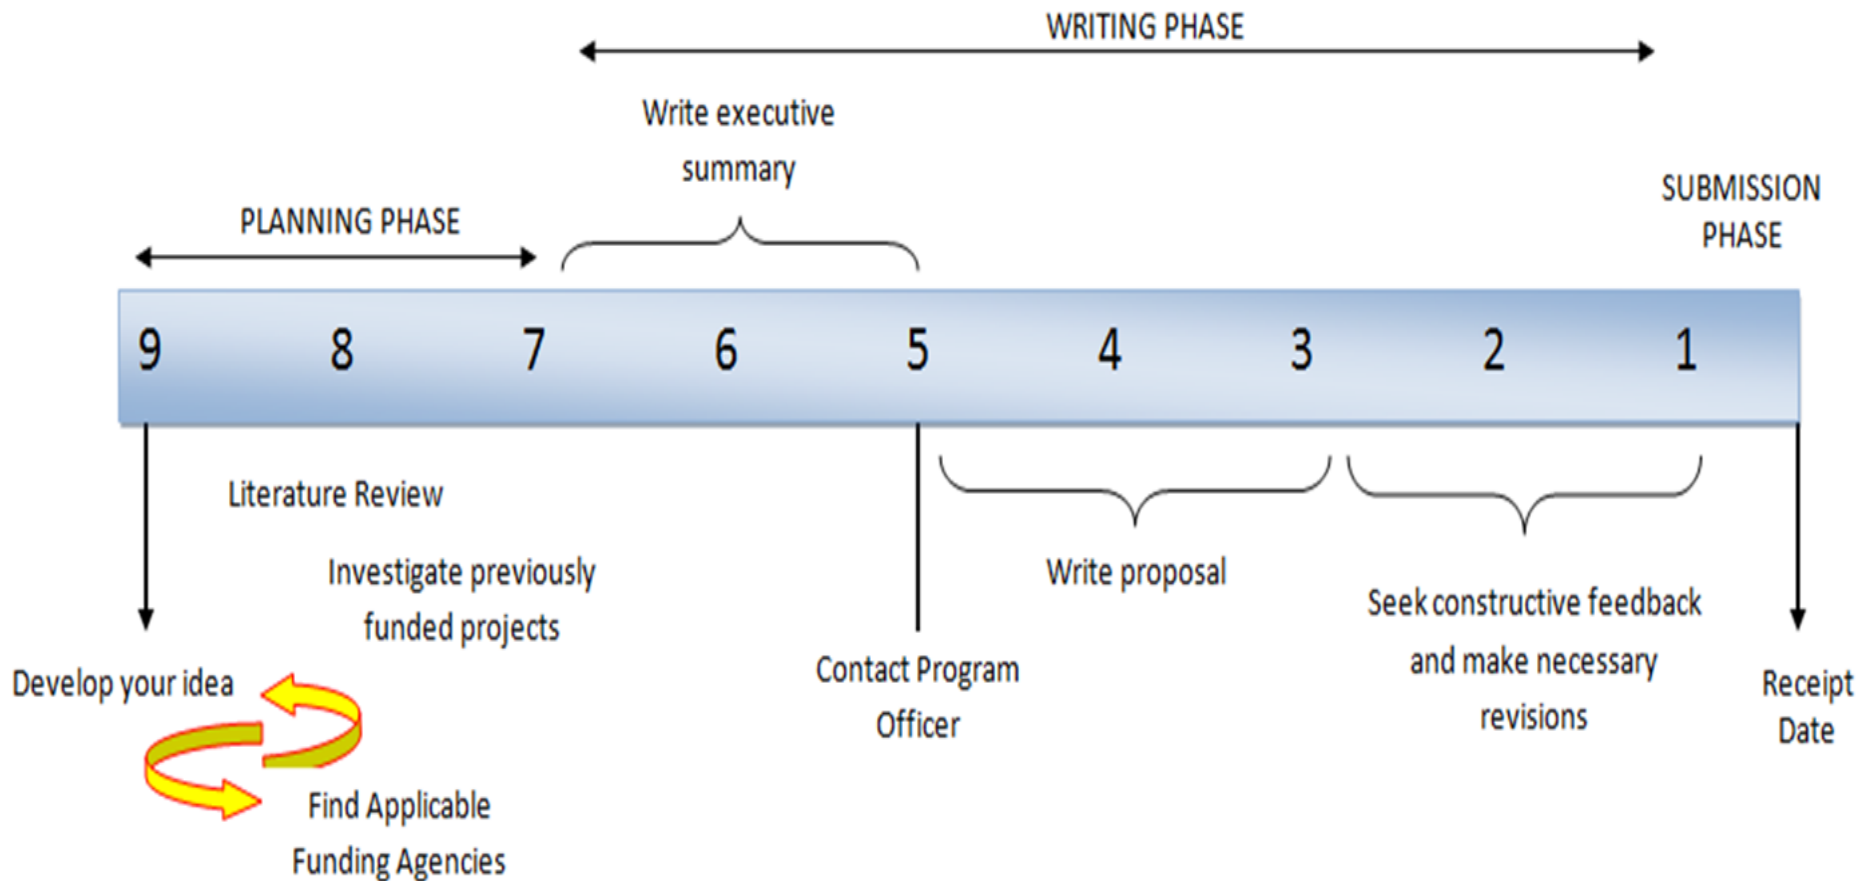 WRITING PHASE
Write executive
summary
SUBMISSION
PHASE
PLANNING PHASE
9 8 7 6 5 4 3 2 1
Literature Review
Investigate previously
funded projects
Write proposal
Seek constructive feedback
and make necessary
revisions
Develop your idea
Contact Program
Officer
Receipt
Date
Find Applicable
Funding Agencies